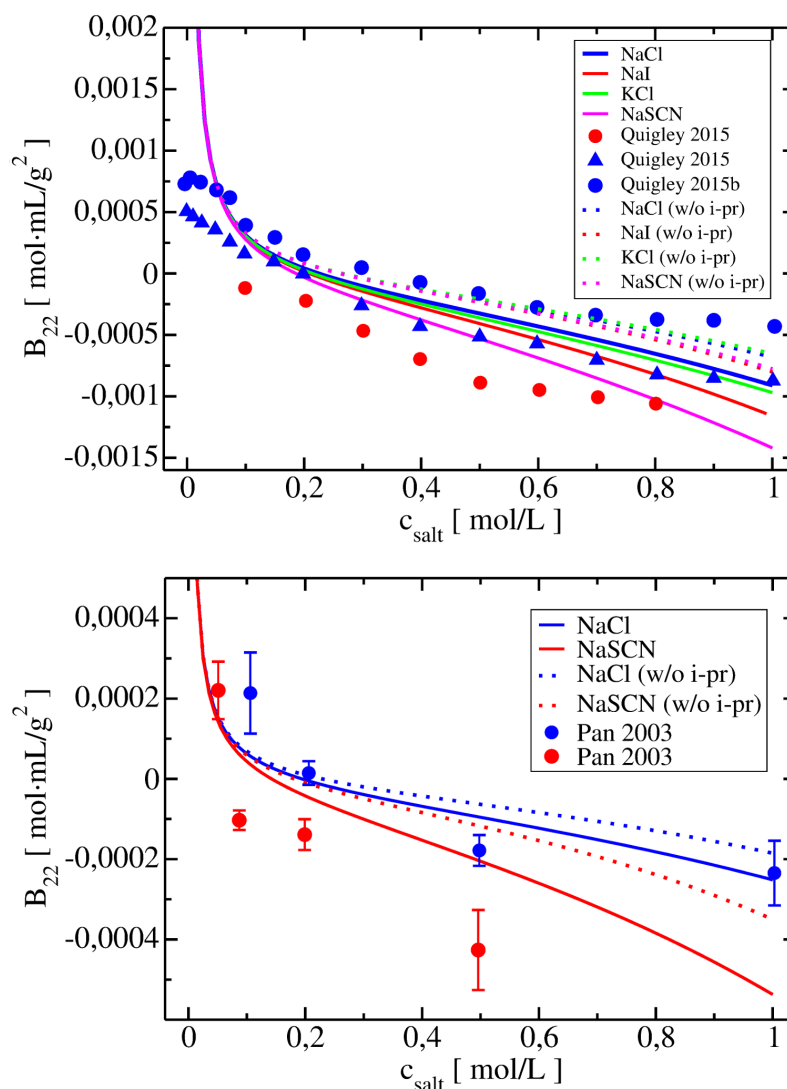 0,002
0,0015
0,001
0,0005
0
-0,0005
-0,001
-0,0015
B22 [ mol·mL/g2 ]
NaCl
NaI
KCl
NaSCN
Quigley 2015
Quigley 2015
Quigley 2015b
NaCl (w/o i-pr)
NaI (w/o i-pr)
KCl (w/o i-pr)
NaSCN (w/o i-pr)
0 0,2 0,4 0,6 0,8 1
csalt [ mol/L ]
0,0004
0,0002
0
-0,0002
-0,0004
B22 [ mol·mL/g2 ]
NaCl
NaSCN
NaCl (w/o i-pr)
NaSCN (w/o i-pr)
Pan 2003
Pan 2003
0 0,2 0,4 0,6 0,8 1
csalt [ mol/L ]